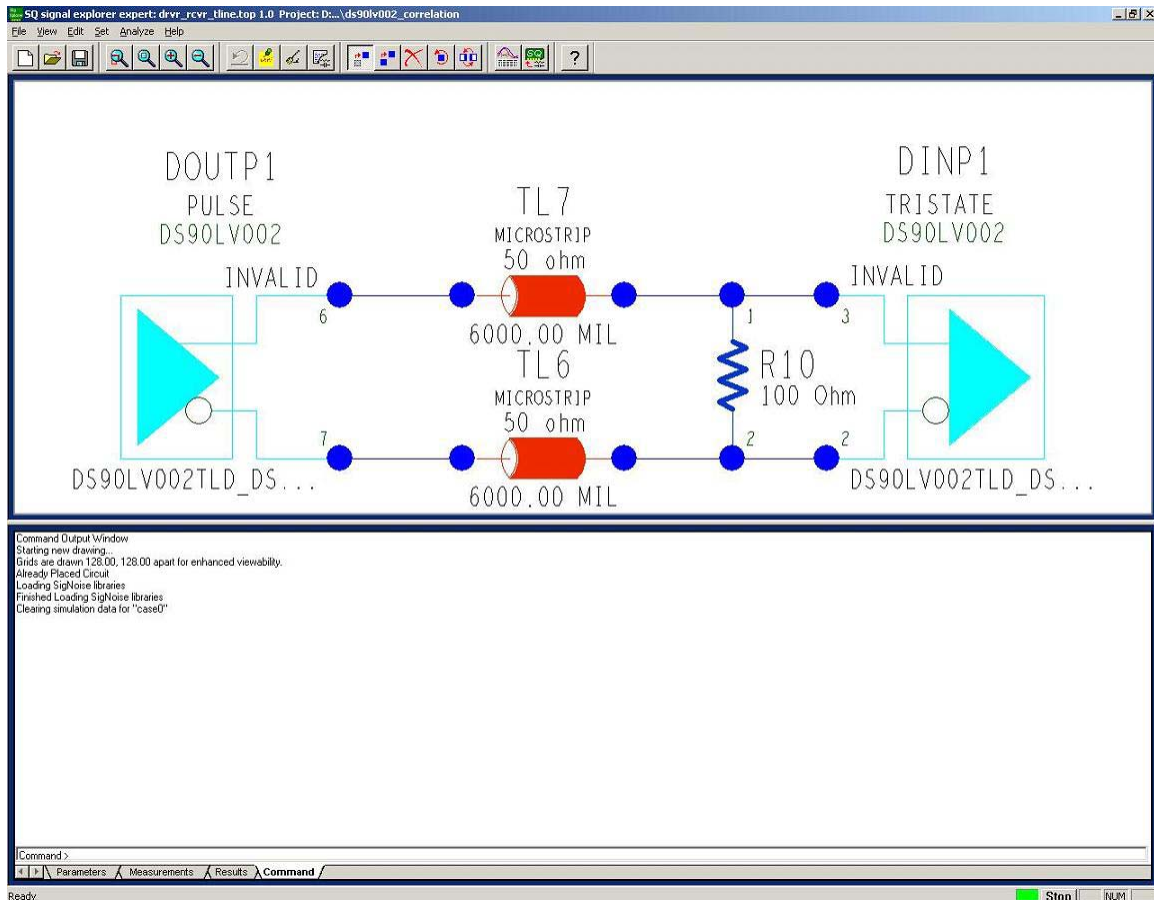 SQ signal explorer expert: drvr_rcvr_tline.top 1.0 Project: D:...\ds90lv002_correlation
File View Edit Set Analyze Help
DOUTP1
PULSE
DS90LV002
INVALID
6
7
DS90LV002TLD_DS...
TL7
MICROSTRIP
50 ohm
6000.00 MIL
TL6
MICROSTRIP
50 ohm
6000.00 MIL
1
R10
100 Ohm
2
DINP1
TRISTATE
DS90LV002
INVALID
3
2
DS90LV002TLD_DS...
Command Output Window
Starting new drawing...
Grids are drawn 128.00, 128.00 apart for enhanced viewability.
Already Placed Circuit
Loading SigNoise libraries
Finished Loading SigNoise libraries
Clearing simulation data for "case0"
Command >
Parameters Measurements Results Command
Ready Stop NUM